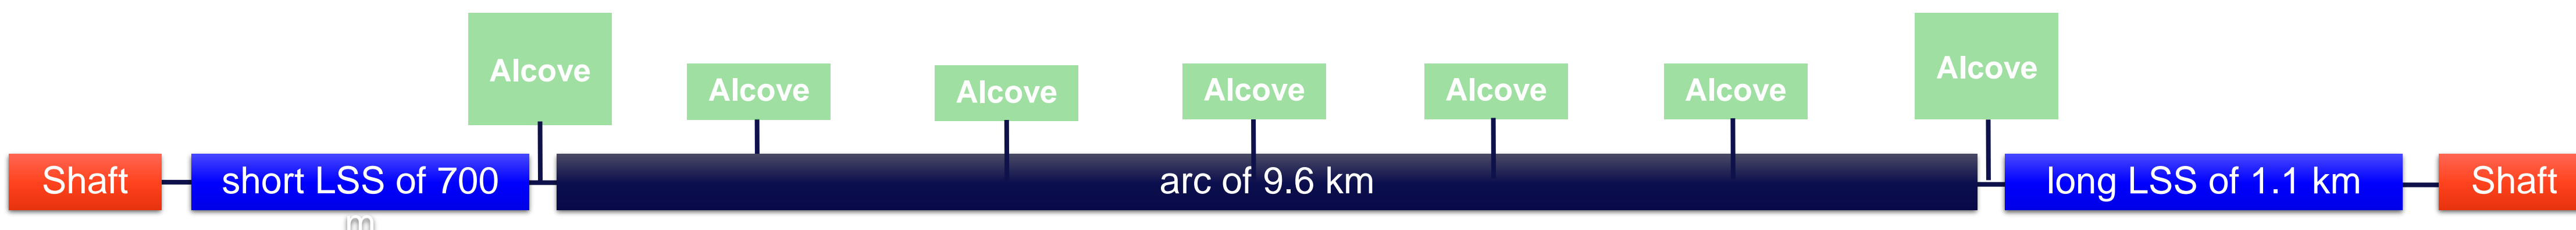 Alcove
Alcove
Alcove
Alcove
Alcove
Alcove
Alcove
Shaft
short LSS of 700
m
arc of 9.6 km
long LSS of 1.1 km
Shaft